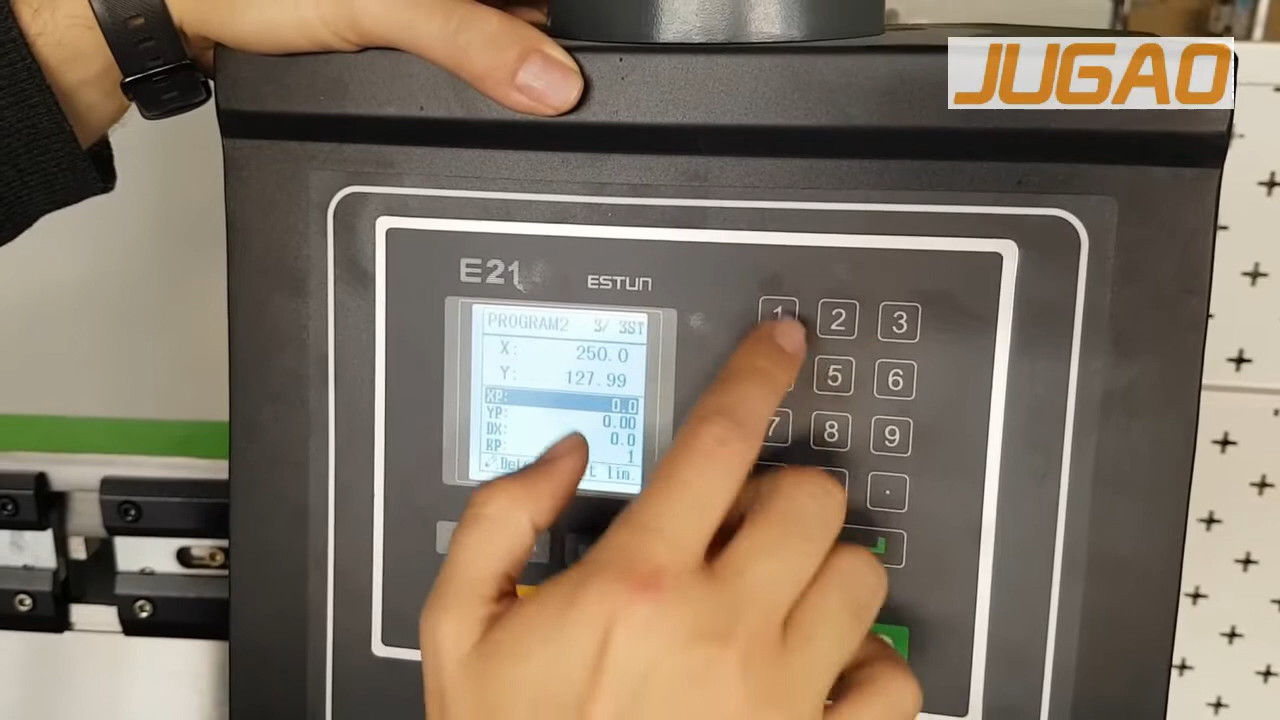 JUGAO
E21 ESTUN
PROGRAM2 3/ 3ST
X: 250.0
Y: 127.99
XP: 0.0
YP: 0.00
DX: 0.0
RP: 1
lim.
1 2 3
5 6
7 8 9
.